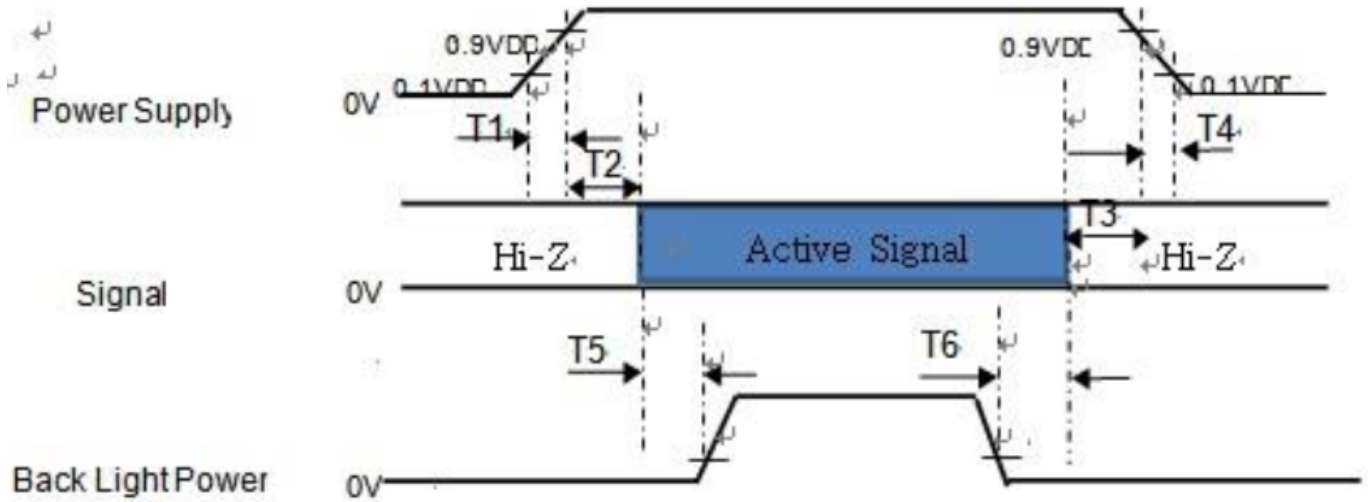 0.9VDD 0.9VDD
0.1VDD 0.1VDD
Power Supply 0V
T1 T4
T2
T3
Hi-Z Active Signal Hi-Z
Signal 0V
T5 T6
Back Light Power 0V